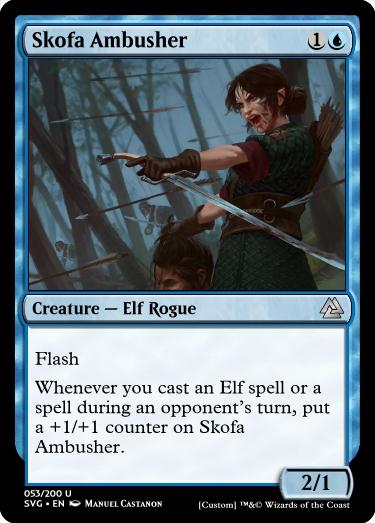 Skofa Ambusher 1
Creature — Elf Rogue
Flash
Whenever you cast an Elf spell or a
spell during an opponent's turn, put
a +1/+1 counter on Skofa
Ambusher.
2/1
053/200 U
SVG • EN Manuel Castanon
[Custom] ™&© Wizards of the Coast